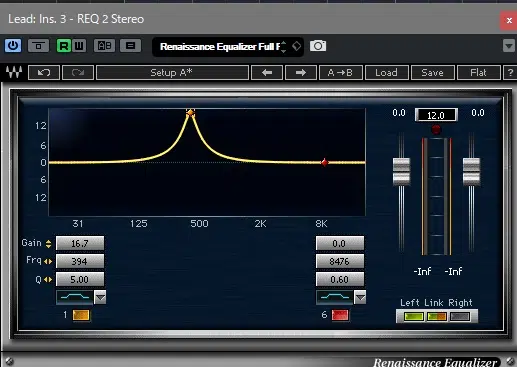 Lead: Ins. 3 - REQ 2 Stereo
x
R W AB E Renaissance Equalizer Full F
Setup A* A→B Load Save Flat ?
0.0 12.0 0.0
12
6
0
6
12
31 125 500 2K 8K
-Inf -Inf
Gain 16.7 0.0
Frq 394 8476
Q 5.00 0.60
Left Link Right
1 6
Renaissance Equalizer